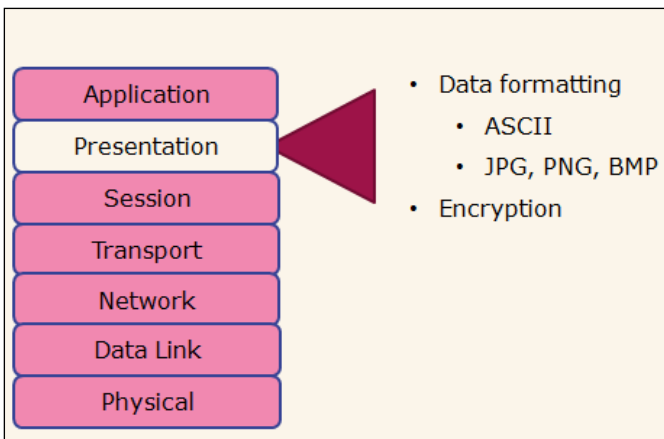 Application
Presentation
Session
Transport
Network
Data Link
Physical
• Data formatting
• ASCII
• JPG, PNG, BMP
• Encryption